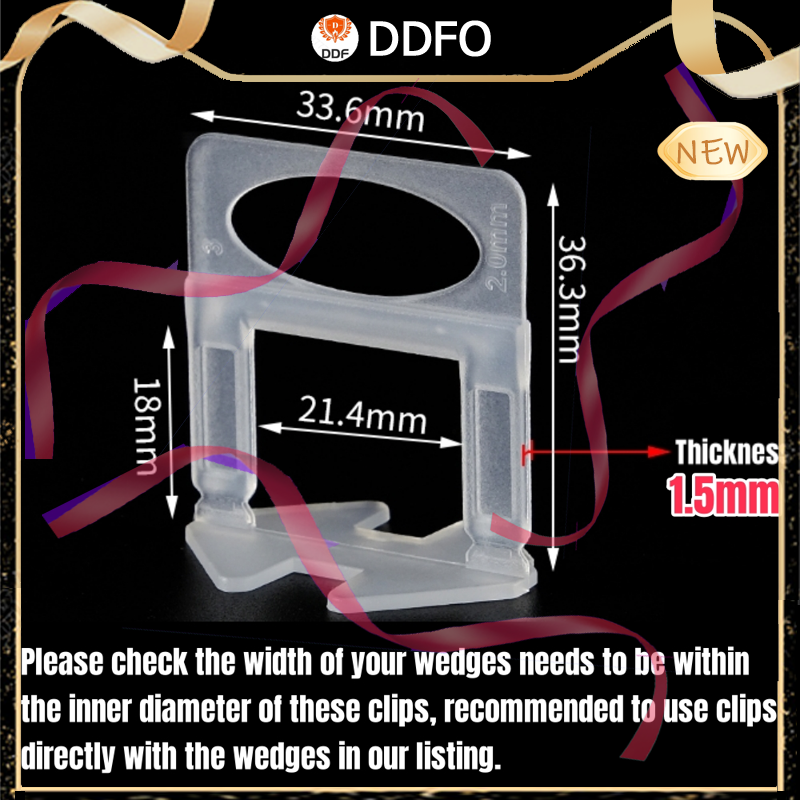 DDF
DDFO
33.6mm
NEW
3
2.0mm
36.3mm
18mm
21.4mm
Thicknes
1.5mm
Please check the width of your wedges needs to be within
the inner diameter of these clips, recommended to use clips
directly with the wedges in our listing.